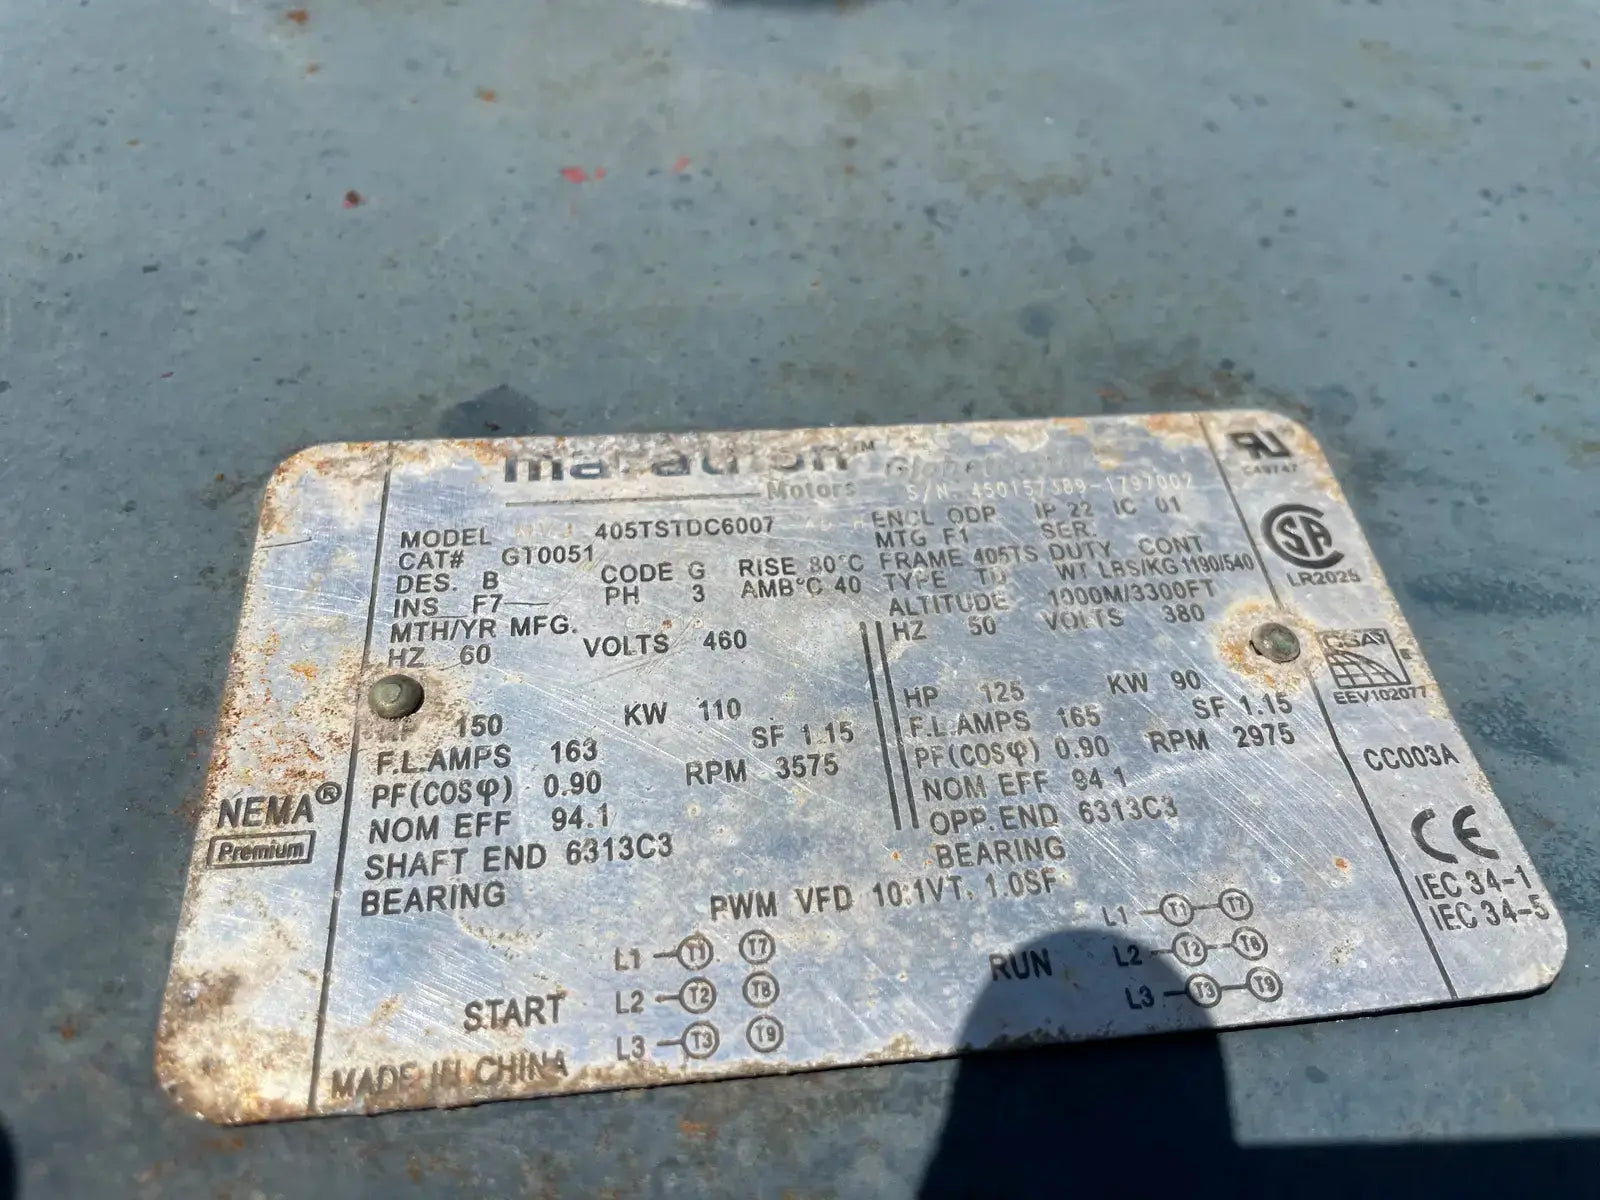 marathon™
Motors
S/N
MODEL 405TSTDC6007
CAT# GT0051
DES. B CODE G RISE 80°C
INS F7 PH 3 AMB°C 40
MTH/YR MFG.
ENCL ODP IP 22 IC 01
MTG F1 SER.
FRAME 405TS DUTY CONT
TYPE TD WT LBS/KG 1190/540
ALTITUDE 1000M/3300FT
HZ 60 VOLTS 460
150 KW 110
F.L.AMPS 163 SF 1.15
PF(COSφ) 0.90 RPM 3575
NOM EFF 94.1
SHAFT END 6313C3
BEARING
HZ 50 VOLTS 380
HP 125 KW 90
F.L.AMPS 165 SF 1.15
PF(COSφ) 0.90 RPM 2975
NOM EFF 94.1
OPP.END 6313C3
BEARING
PWM VFD 10:1VT, 1.0SF
START
L1 T1 T7
L2 T2 T8
L3 T3 T9
RUN
L1 T1 T7
L2 T2 T8
L3 T3 T9
MADE IN CHINA
NEMA®
Premium
LR2025
EEV102077
CC003A
CE
IEC 34-1
IEC 34-5